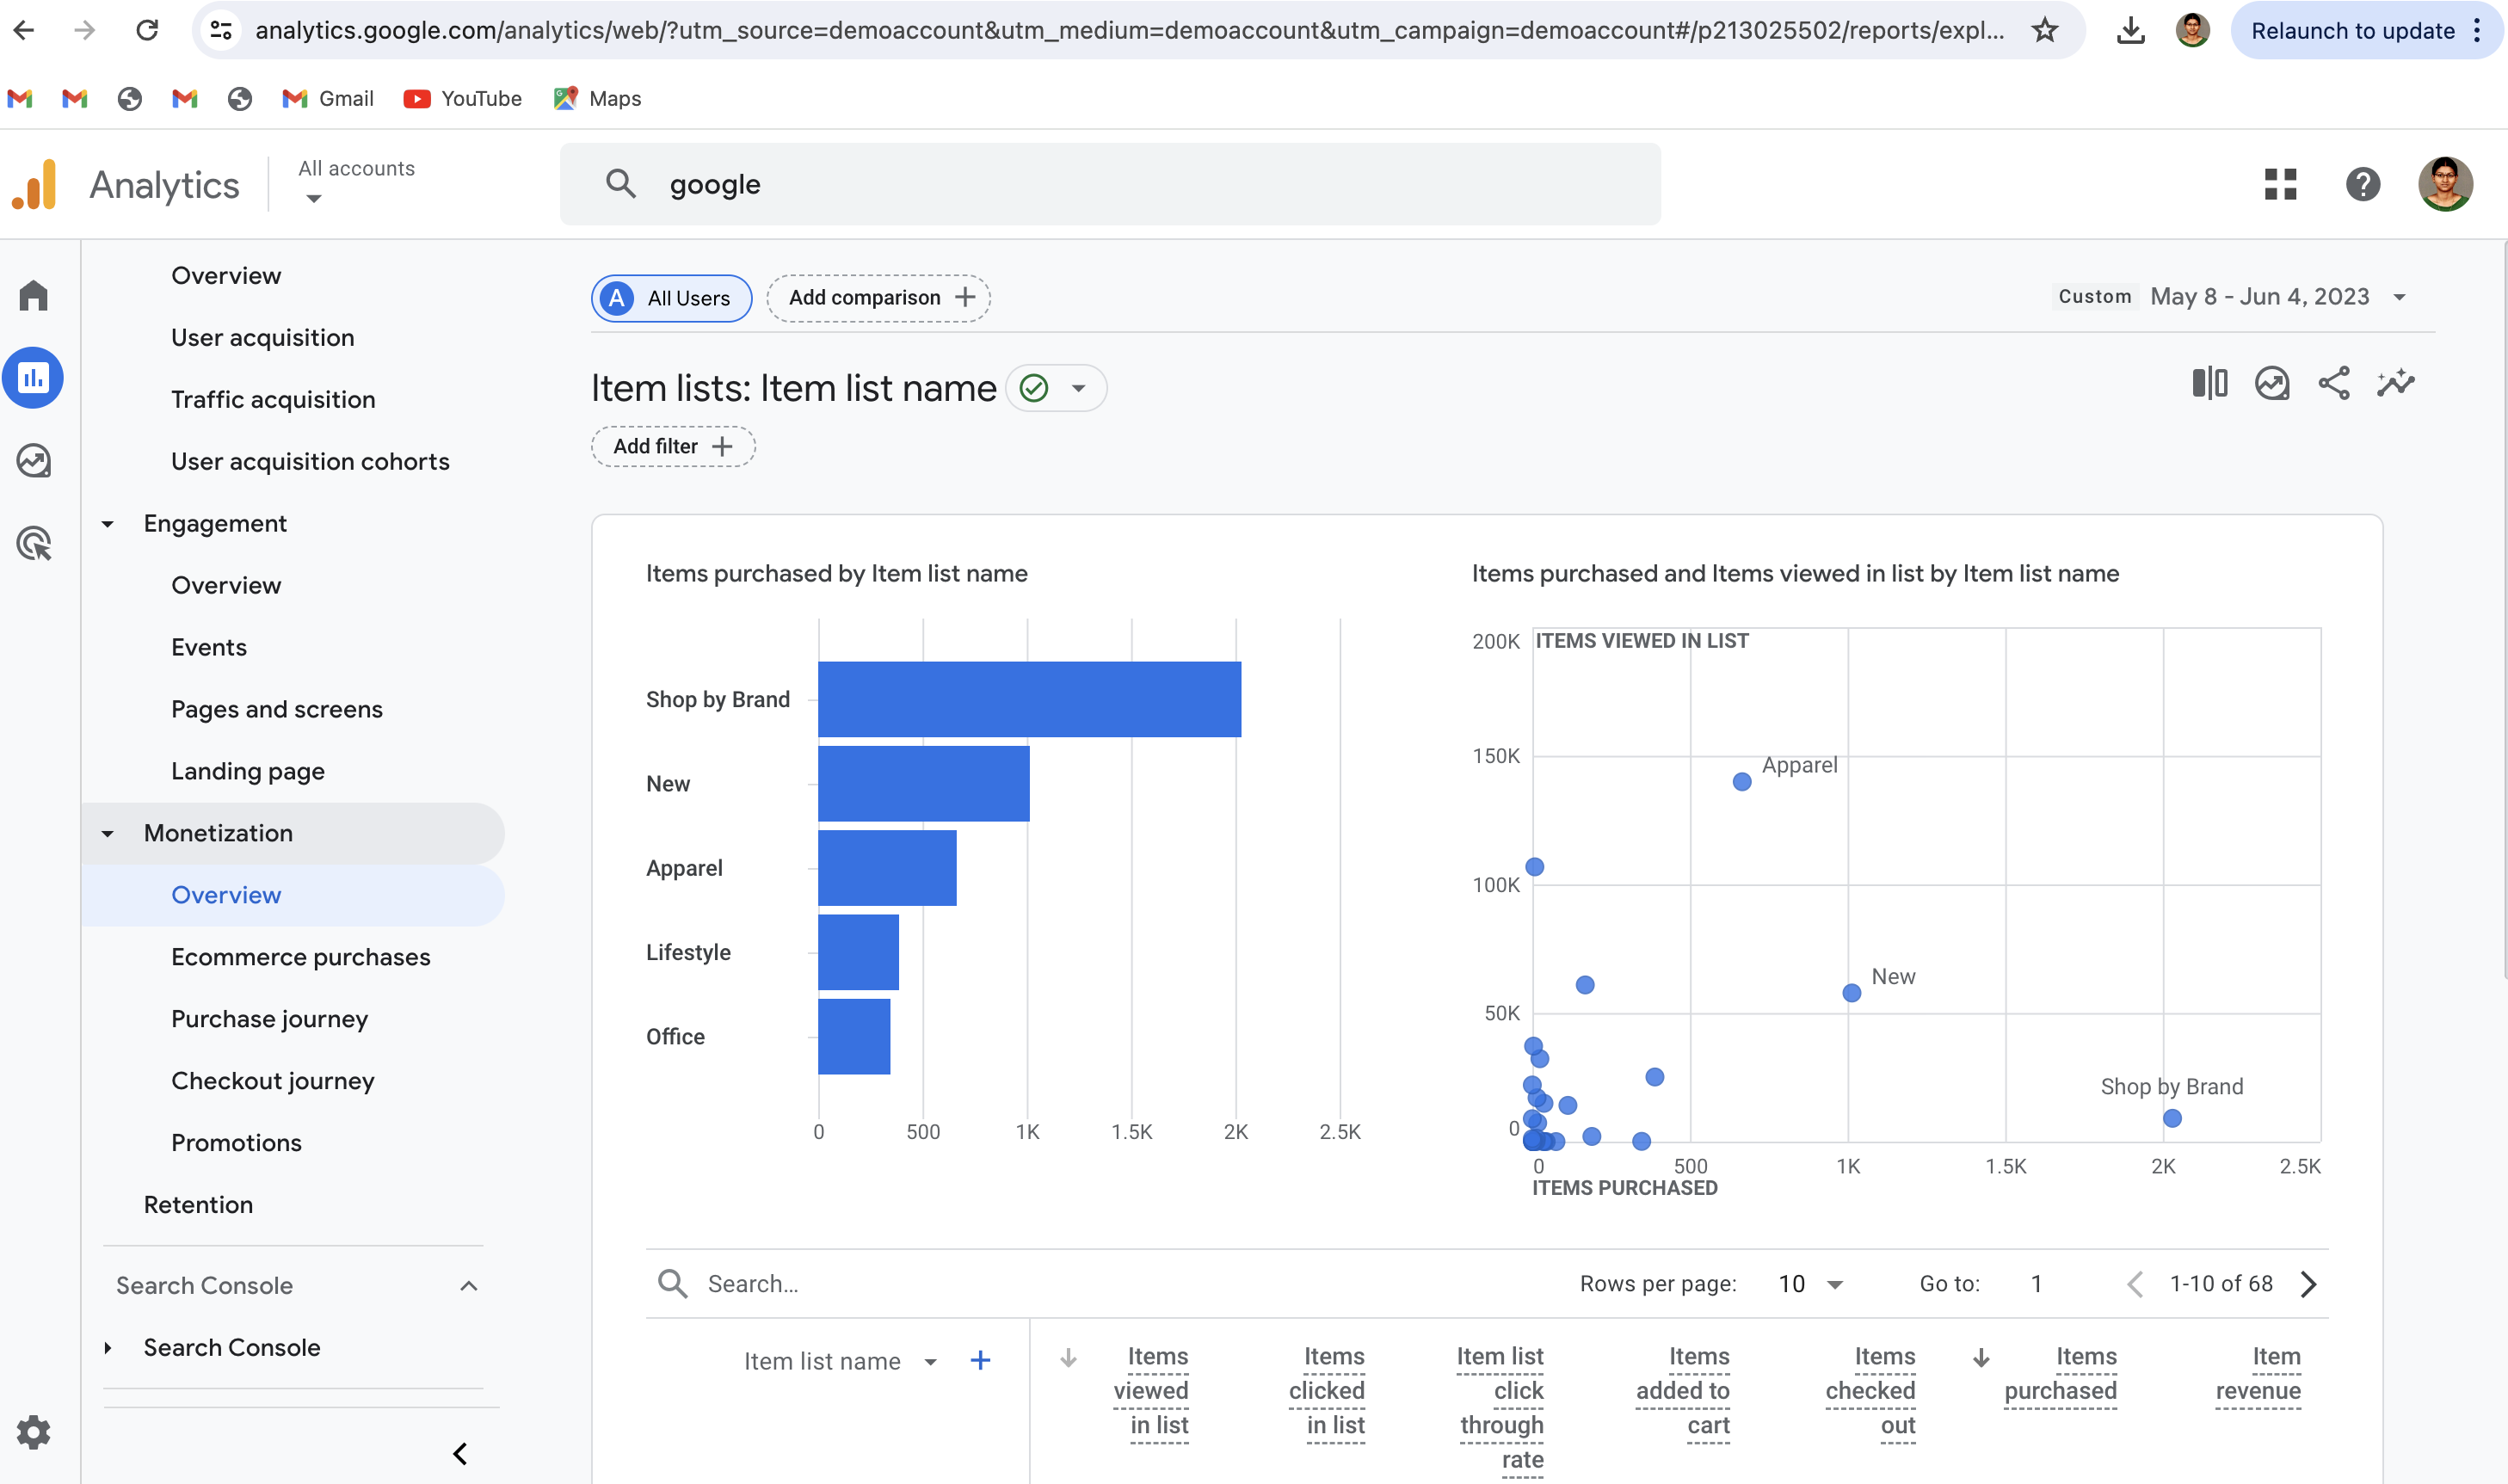 analytics.google.com/analytics/web/?utm_source=demoaccount&utm_medium=demoaccount&utm_campaign=demoaccount#/p213025502/reports/expl...
Relaunch to update
Gmail
YouTube
Maps
Analytics
All accounts
google
Overview
User acquisition
Traffic acquisition
User acquisition cohorts
Engagement
Overview
Events
Pages and screens
Landing page
Monetization
Overview
Ecommerce purchases
Purchase journey
Checkout journey
Promotions
Retention
Search Console
Search Console
A All Users
Add comparison +
Custom May 8 - Jun 4, 2023
Item lists: Item list name
Add filter +
Items purchased by Item list name
Shop by Brand
New
Apparel
Lifestyle
Office
0 500 1K 1.5K 2K 2.5K
Items purchased and Items viewed in list by Item list name
200K
ITEMS VIEWED IN LIST
150K
Apparel
100K
New
50K
Shop by Brand
0
0 500 1K 1.5K 2K 2.5K
ITEMS PURCHASED
Search...
Rows per page: 10
Go to: 1
1-10 of 68
Item list name +
Items
viewed
in list
Items
clicked
in list
Item list
click
through
rate
Items
added to
cart
Items
checked
out
Items
purchased
Item
revenue